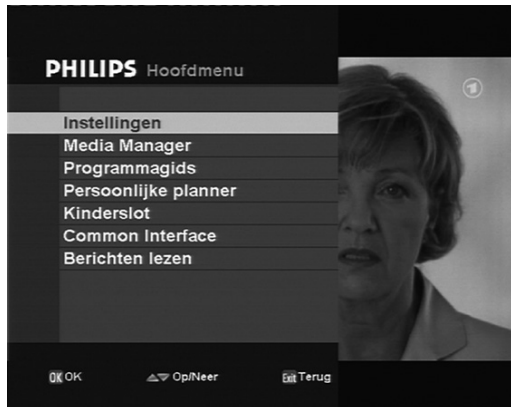 PHILIPS Hoofdmenu
Instellingen
Media Manager
Programmagids
Persoonlijke planner
Kinderslot
Common Interface
Berichten lezen
OK OK Op/Neer Exit Terug
1